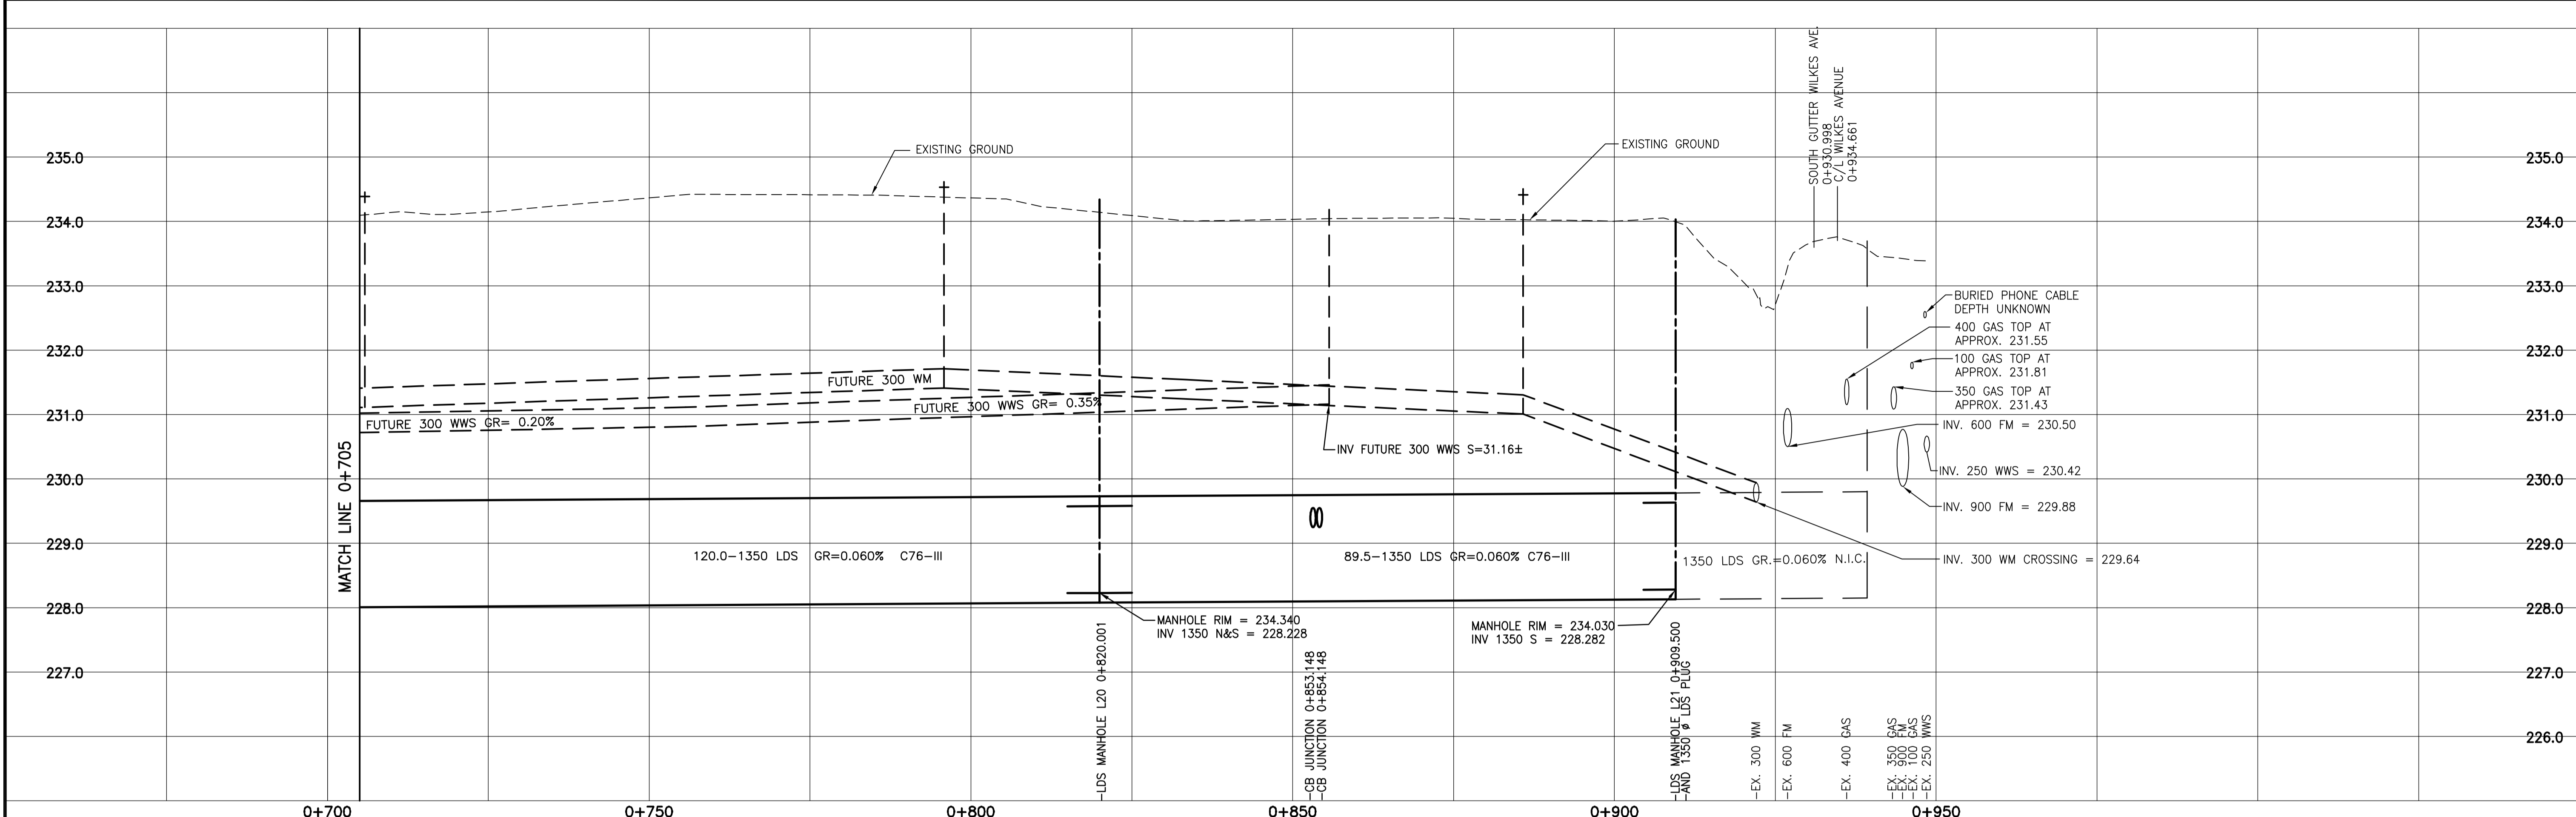 SOUTH GUTTER WILKES AVE.
0+930.998
C/L WILKES AVENUE
0+934.661
EXISTING GROUND
EXISTING GROUND
235.0
235.0
234.0
234.0
233.0
233.0
BURIED PHONE CABLE
DEPTH UNKNOWN
400 GAS TOP AT
APPROX. 231.55
232.0
232.0
100 GAS TOP AT
APPROX. 231.81
FUTURE 300 WM
350 GAS TOP AT
APPROX. 231.43
FUTURE 300 WWS GR= 0.35%
231.0
231.0
FUTURE 300 WWS GR= 0.20%
INV. 600 FM = 230.50
INV FUTURE 300 WWS S=31.16±
INV. 250 WWS = 230.42
230.0
230.0
INV. 900 FM = 229.88
MATCH LINE 0+705
229.0
229.0
120.0-1350 LDS GR=0.060% C76-III
89.5-1350 LDS GR=0.060% C76-III
1350 LDS GR.=0.060% N.I.C.
INV. 300 WM CROSSING = 229.64
228.0
228.0
MANHOLE RIM = 234.340
INV 1350 N&S = 228.228
MANHOLE RIM = 234.030
INV 1350 S = 228.282
227.0
227.0
LDS MANHOLE L20 0+820.001
CB JUNCTION 0+853.148
CB JUNCTION 0+854.148
LDS MANHOLE L21 0+909.500
AND 1350 ø LDS PLUG
EX. 300 WM
EX. 600 FM
EX. 400 GAS
EX. 350 GAS
EX. 900 FM
EX. 100 GAS
EX. 250 WWS
226.0
226.0
0+700
0+750
0+800
0+850
0+900
0+950